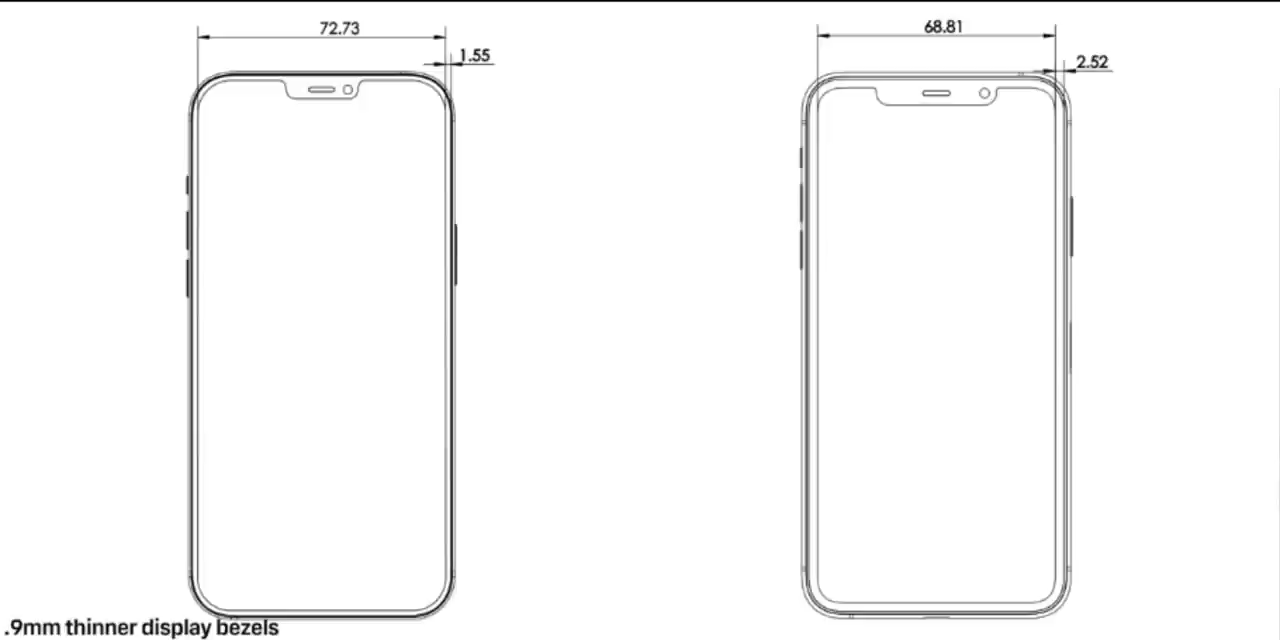 72.73
1.55
68.81
2.52
.9mm thinner display bezels